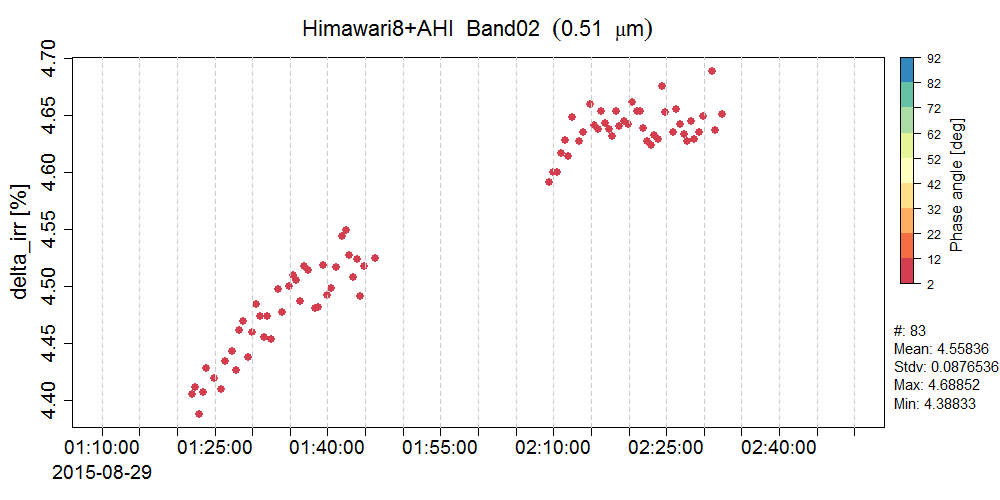 Himawari8+AHI Band02 (0.51 μm)
delta_irr [%]
4.70
4.65
4.60
4.55
4.50
4.45
4.40
01:10:00 01:25:00 01:40:00 01:55:00 02:10:00 02:25:00 02:40:00
2015-08-29
92
82
72
62
52
42
32
22
12
2
Phase angle [deg]
#: 83
Mean: 4.55836
Stdv: 0.0876536
Max: 4.68852
Min: 4.38833